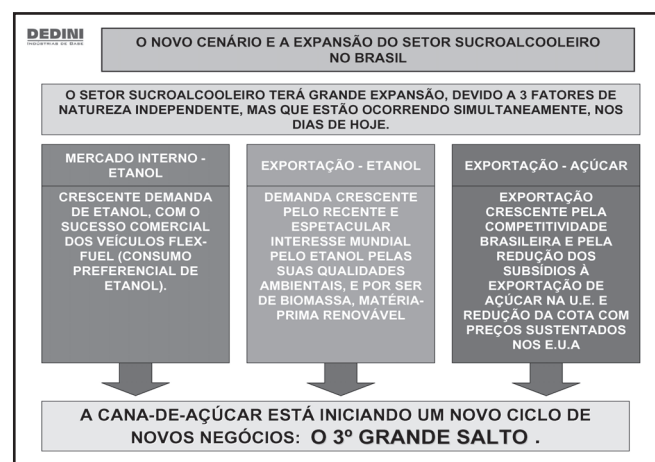 DEDINI
INDÚSTRIAS DE BASE
O NOVO CENÁRIO E A EXPANSÃO DO SETOR SUCROALCOOLEIRO
NO BRASIL
O SETOR SUCROALCOOLEIRO TERÁ GRANDE EXPANSÃO, DEVIDO A 3 FATORES DE
NATUREZA INDEPENDENTE, MAS QUE ESTÃO OCORRENDO SIMULTANEAMENTE, NOS
DIAS DE HOJE.
MERCADO INTERNO -
ETANOL
CRESCENTE DEMANDA
DE ETANOL, COM O
SUCESSO COMERCIAL
DOS VEÍCULOS FLEX-
FUEL (CONSUMO
PREFERENCIAL DE
ETANOL).
EXPORTAÇÃO - ETANOL
DEMANDA CRESCENTE
PELO RECENTE E
ESPETACULAR
INTERESSE MUNDIAL
PELO ETANOL PELAS
SUAS QUALIDADES
AMBIENTAIS, E POR SER
DE BIOMASSA, MATÉRIA-
PRIMA RENOVÁVEL
EXPORTAÇÃO - AÇÚCAR
EXPORTAÇÃO
CRESCENTE PELA
COMPETITIVIDADE
BRASILEIRA E PELA
REDUÇÃO DOS
SUBSÍDIOS À
EXPORTAÇÃO DE
AÇÚCAR NA U.E. E
REDUÇÃO DA COTA COM
PREÇOS SUSTENTADOS
NOS E.U.A
A CANA-DE-AÇÚCAR ESTÁ INICIANDO UM NOVO CICLO DE
NOVOS NEGÓCIOS: O 3º GRANDE SALTO .